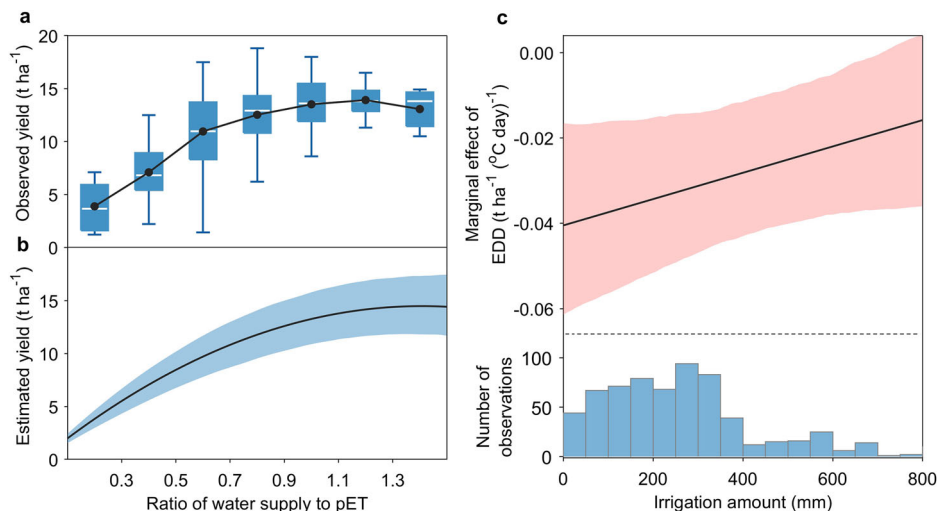 a
20
15
10
5
0
Observed yield (t ha⁻¹)
b
15
10
5
0
Estimated yield (t ha⁻¹)
0.3 0.5 0.7 0.9 1.1 1.3
Ratio of water supply to pET
c
0.00
-0.02
-0.04
-0.06
Marginal effect of
EDD (t ha⁻¹ (°C day)⁻¹)
100
50
0
Number of
observations
0 200 400 600 800
Irrigation amount (mm)